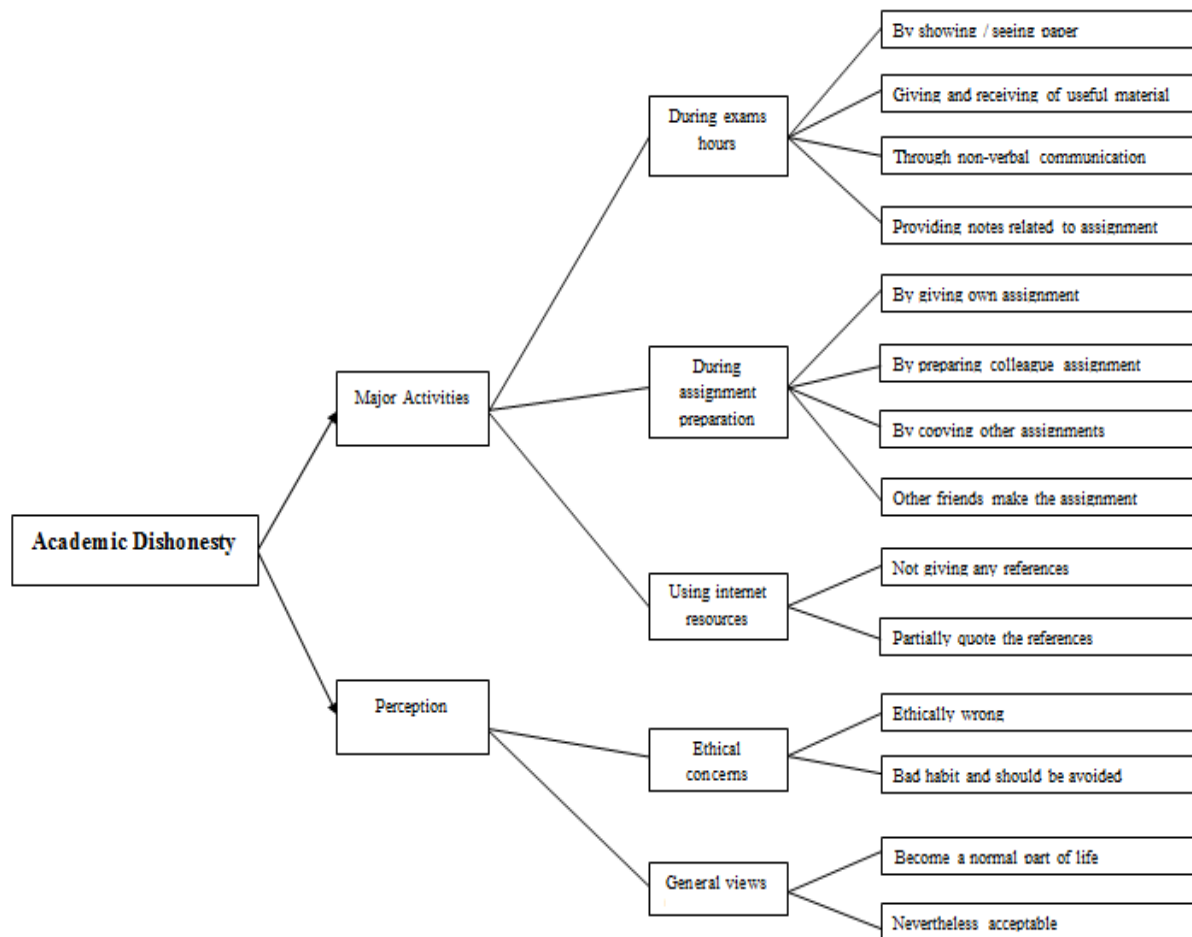 By showing / seeing paper
Giving and receiving of useful material
During exams
hours
Through non-verbal communication
Providing notes related to assignment
By giving own assignment
During
assignment
preparation
By preparing colleague assignment
Major Activities
By copying other assignments
Other friends make the assignment
Academic Dishonesty
Not giving any references
Using internet
resources
Partially quote the references
Perception
Ethically wrong
Ethical
concerns
Bad habit and should be avoided
Become a normal part of life
General views
Nevertheless acceptable